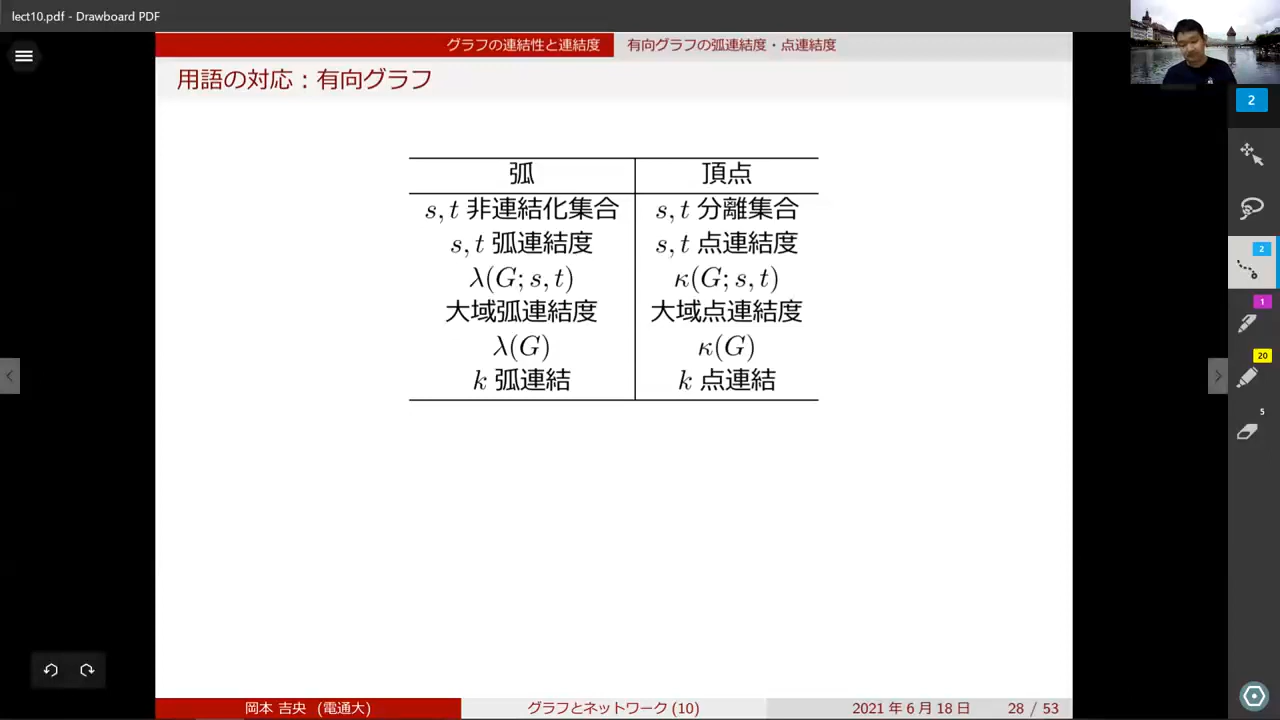 lect10.pdf - Drawboard PDF
グラフの連結性と連結度 有向グラフの弧連結度・点連結度
用語の対応：有向グラフ
弧 頂点
s, t 非連結化集合 s, t 分離集合
s, t 弧連結度 s, t 点連結度
λ(G; s, t) κ(G; s, t)
大域弧連結度 大域点連結度
λ(G) κ(G)
k 弧連結 k 点連結
2
2
1
20
5
岡本 吉央 (電通大) グラフとネットワーク (10) 2021 年 6 月 18 日 28 / 53